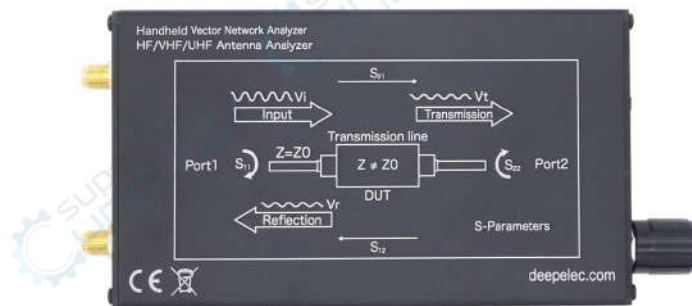 Handheld Vector Network Analyzer
HF/VHF/UHF Antenna Analyzer
S21
Vi
Vt
Input
Transmission
Transmission line
Z=Z0
Port1
S11
Z ≠ Z0
S22
Port2
DUT
Vr
Reflection
S12
S-Parameters
CE
deepelec.com